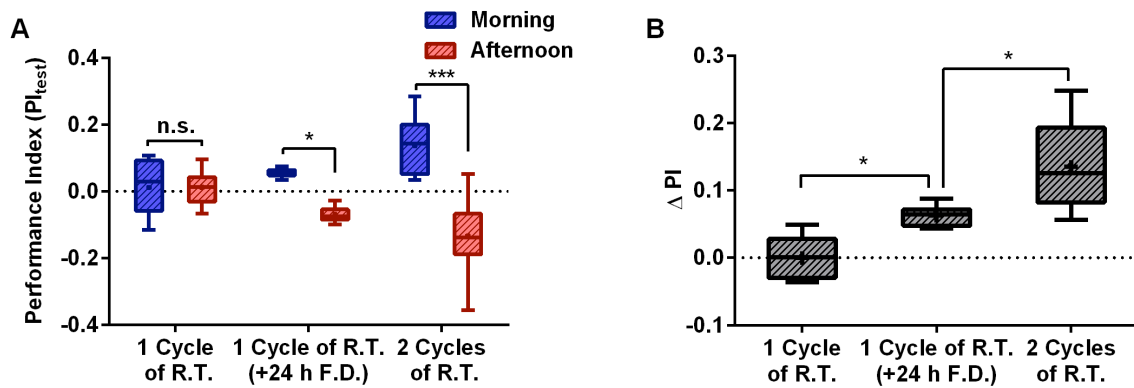 A
Morning
Afternoon
Performance Index (PItest)
0.4
0.2
0.0
-0.2
-0.4
n.s.
*
***
1 Cycle
of R.T.
1 Cycle of R.T.
(+24 h F.D.)
2 Cycles
of R.T.
B
Δ PI
0.3
0.2
0.1
0.0
-0.1
*
*
1 Cycle
of R.T.
1 Cycle of R.T.
(+24 h F.D.)
2 Cycles
of R.T.